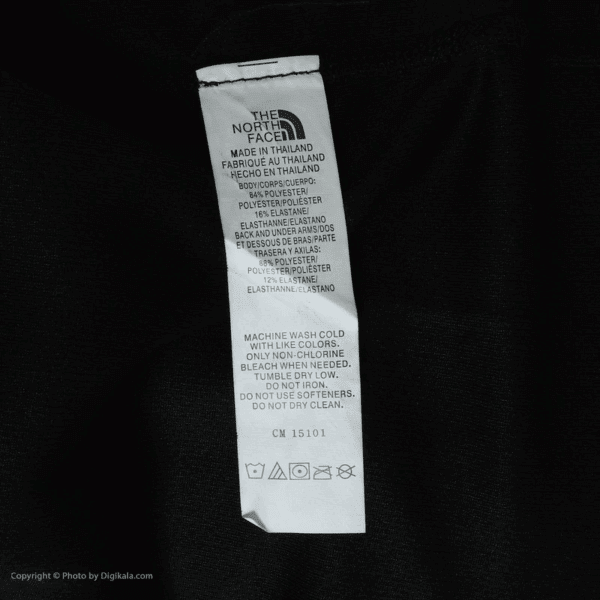 THE
NORTH
FACE
MADE IN THAILAND
FABRIQUÉ AU THAILAND
HECHO EN THAILAND
BODY/CORPS/CUERPO:
84% POLYESTER/
POLYESTER/POLIÉSTER
16% ELASTANE/
ELASTHANNE/ELASTANO
BACK AND UNDER ARMS/DOS
ET DESSOUS DE BRAS/PARTE
TRASERA Y AXILAS:
88% POLYESTER/
POLYESTER/POLIÉSTER
12% ELASTANE/
ELASTHANNE/ELASTANO
MACHINE WASH COLD
WITH LIKE COLORS.
ONLY NON-CHLORINE
BLEACH WHEN NEEDED.
TUMBLE DRY LOW.
DO NOT IRON.
DO NOT USE SOFTENERS.
DO NOT DRY CLEAN.
CM 15101
Copyright © Photo by Digikala.com